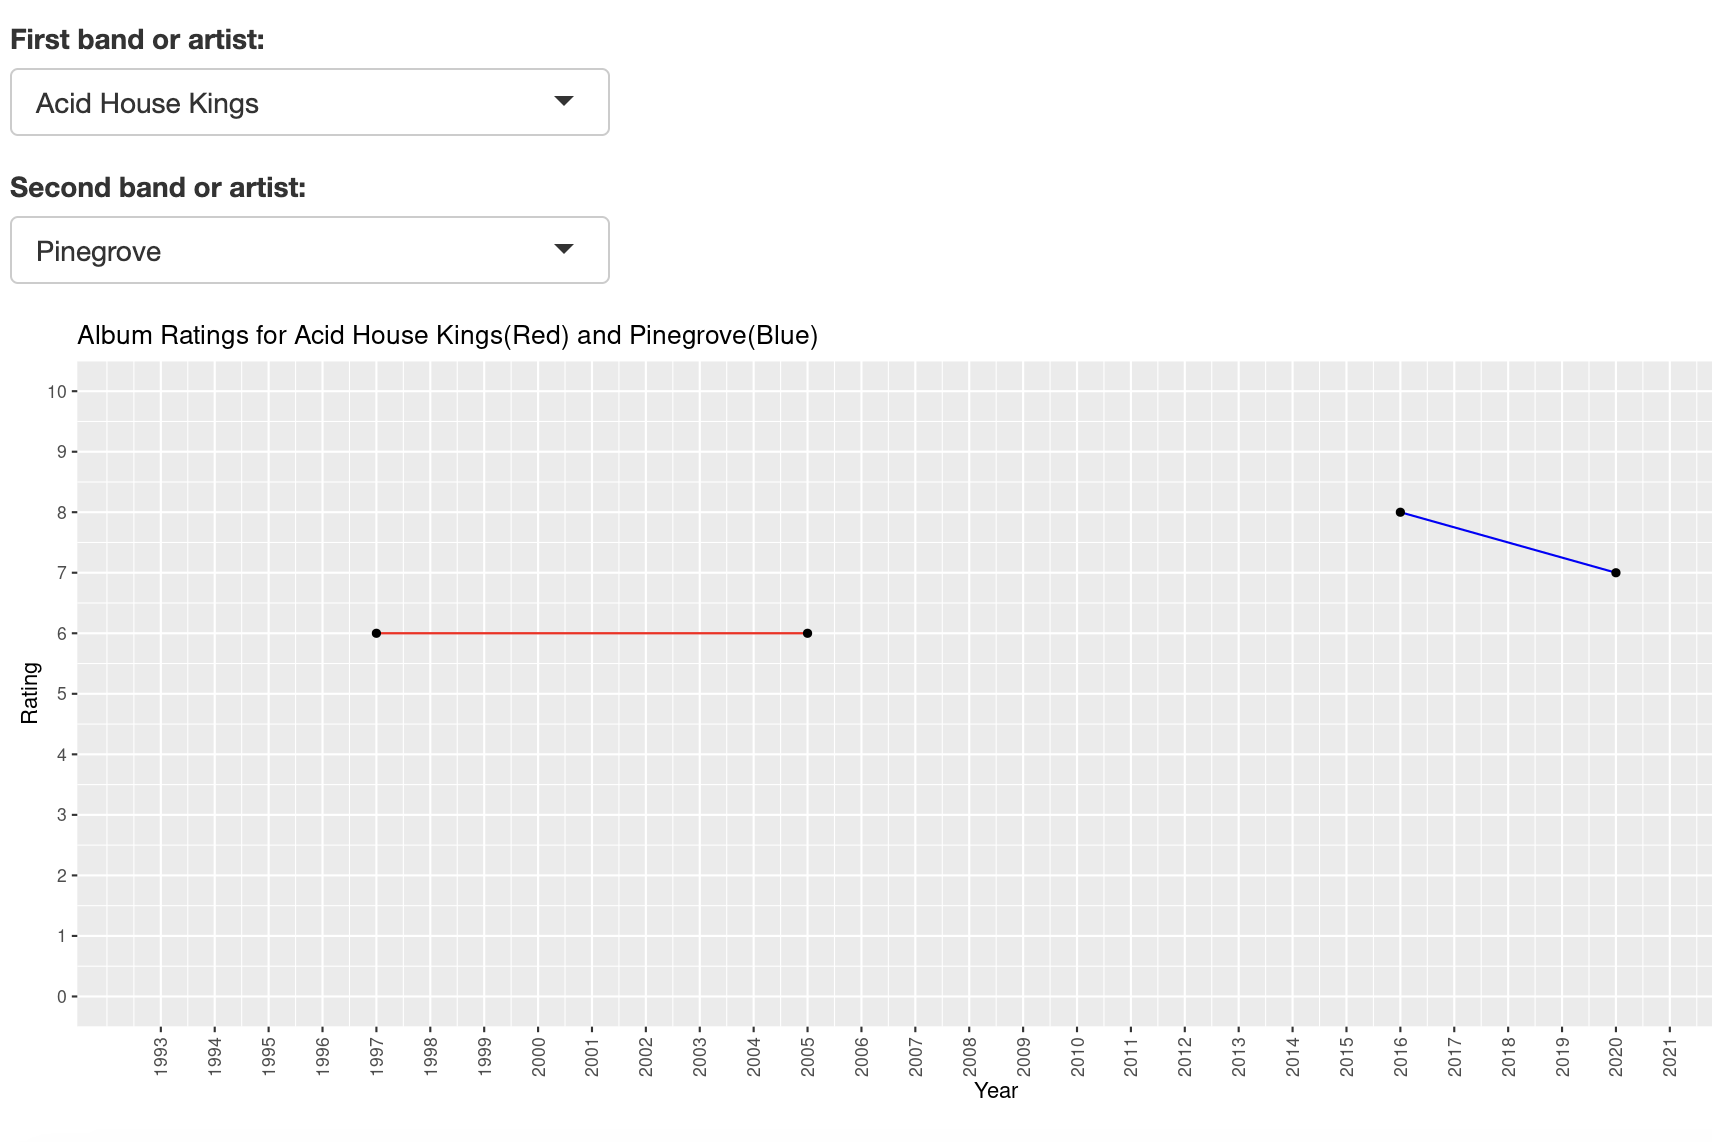 First band or artist:
Acid House Kings
Second band or artist:
Pinegrove
Album Ratings for Acid House Kings(Red) and Pinegrove(Blue)
10
9
8
7
6
5
4
3
2
1
0
Rating
1993 1994 1995 1996 1997 1998 1999 2000 2001 2002 2003 2004 2005 2006 2007 2008 2009 2010 2011 2012 2013 2014 2015 2016 2017 2018 2019 2020 2021
Year